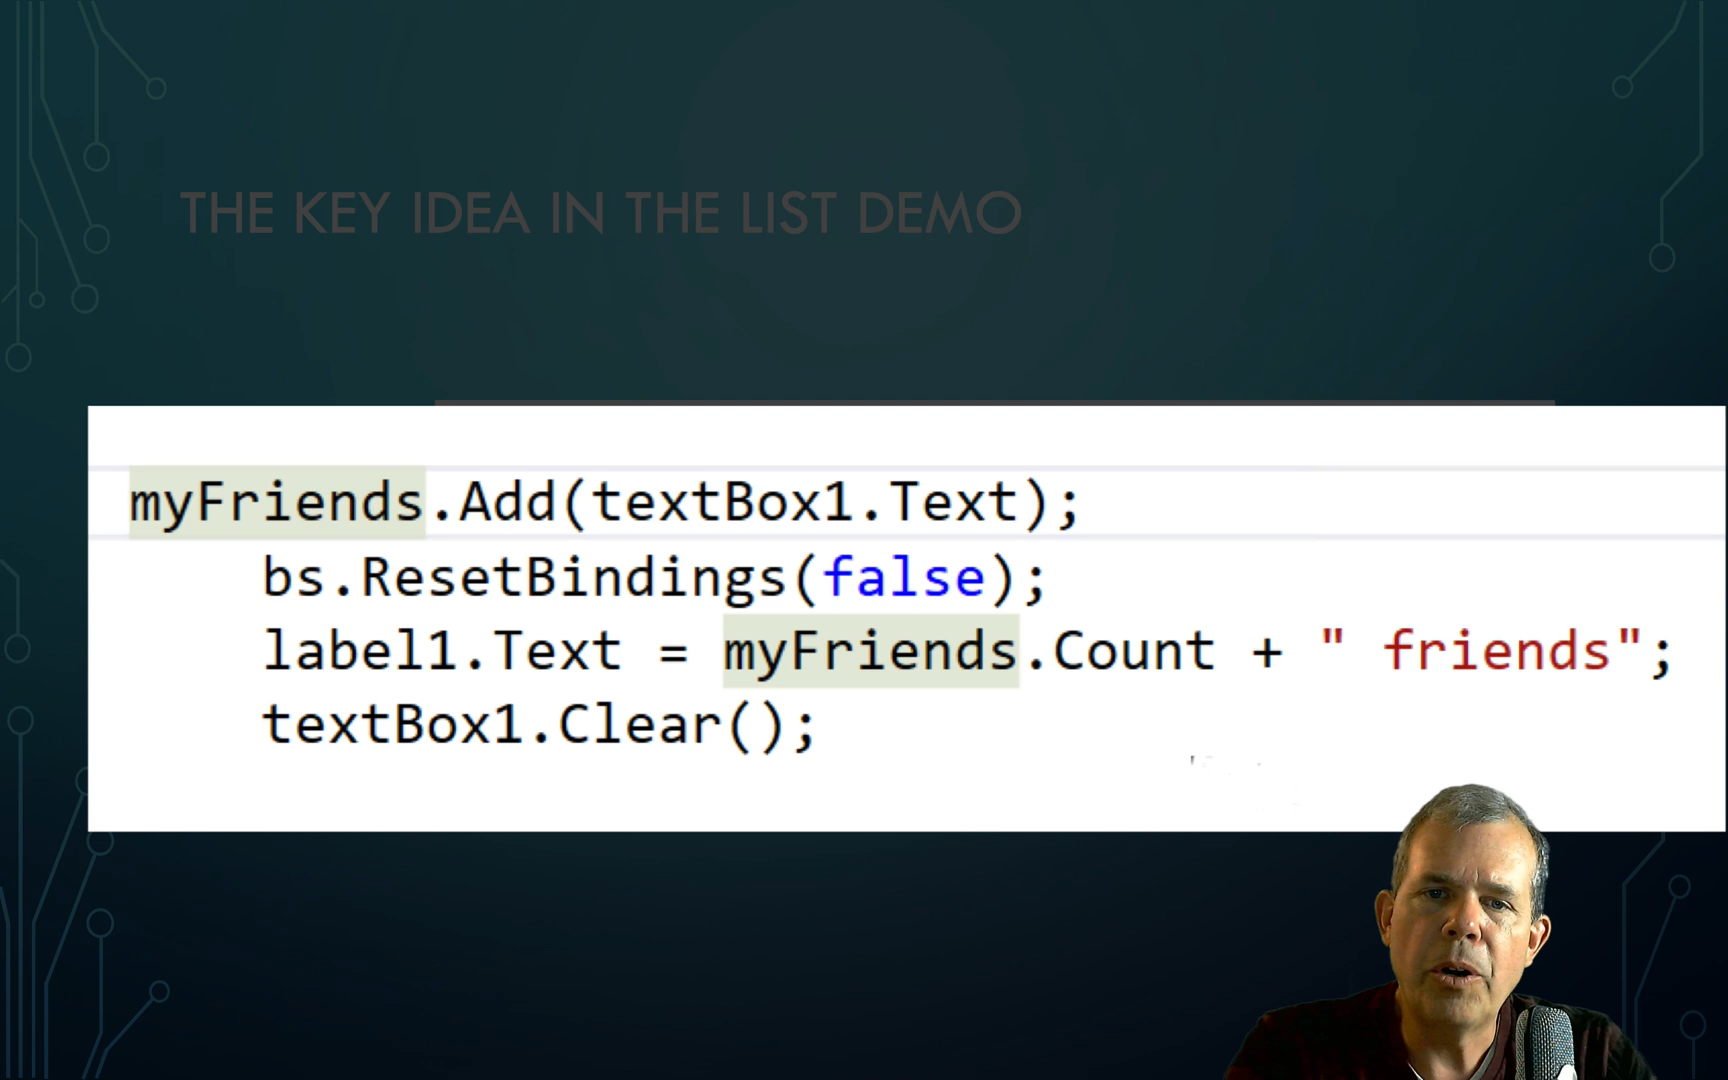 THE KEY IDEA IN THE LIST DEMO
myFriends.Add(textBox1.Text);
bs.ResetBindings(false);
label1.Text = myFriends.Count + " friends";
textBox1.Clear();